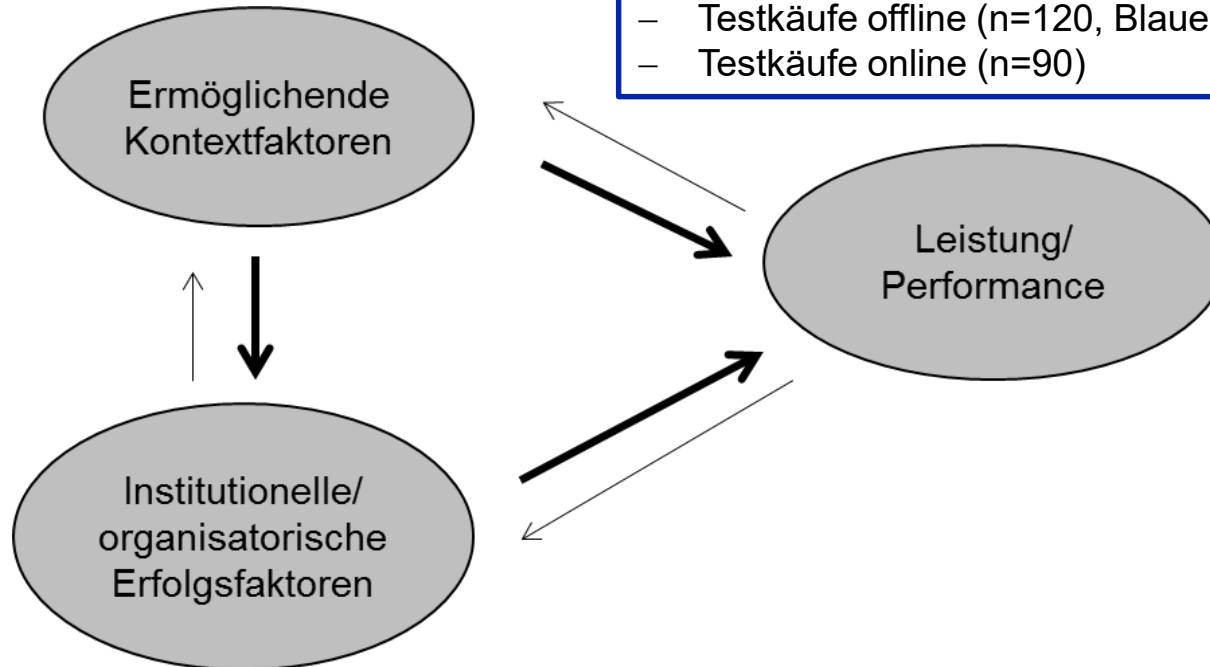 – Testkäufe offline (n=120, Blaue
– Testkäufe online (n=90)
Ermöglichende
Kontextfaktoren
Leistung/
Performance
Institutionelle/
organisatorische
Erfolgsfaktoren